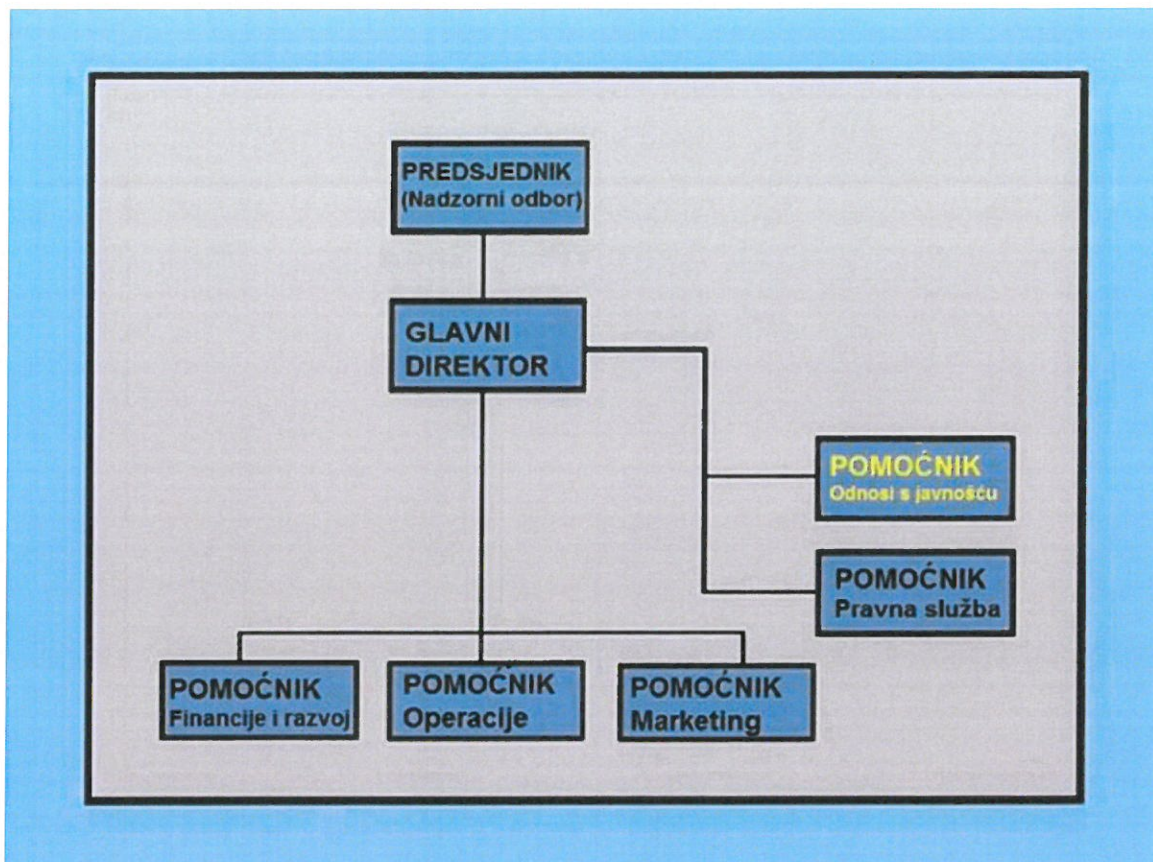 PREDSJEDNIK
(Nadzorni odbor)
GLAVNI
DIREKTOR
POMOĆNIK
Odnosi s javnošću
POMOĆNIK
Pravna služba
POMOĆNIK
Financije i razvoj
POMOĆNIK
Operacije
POMOĆNIK
Marketing